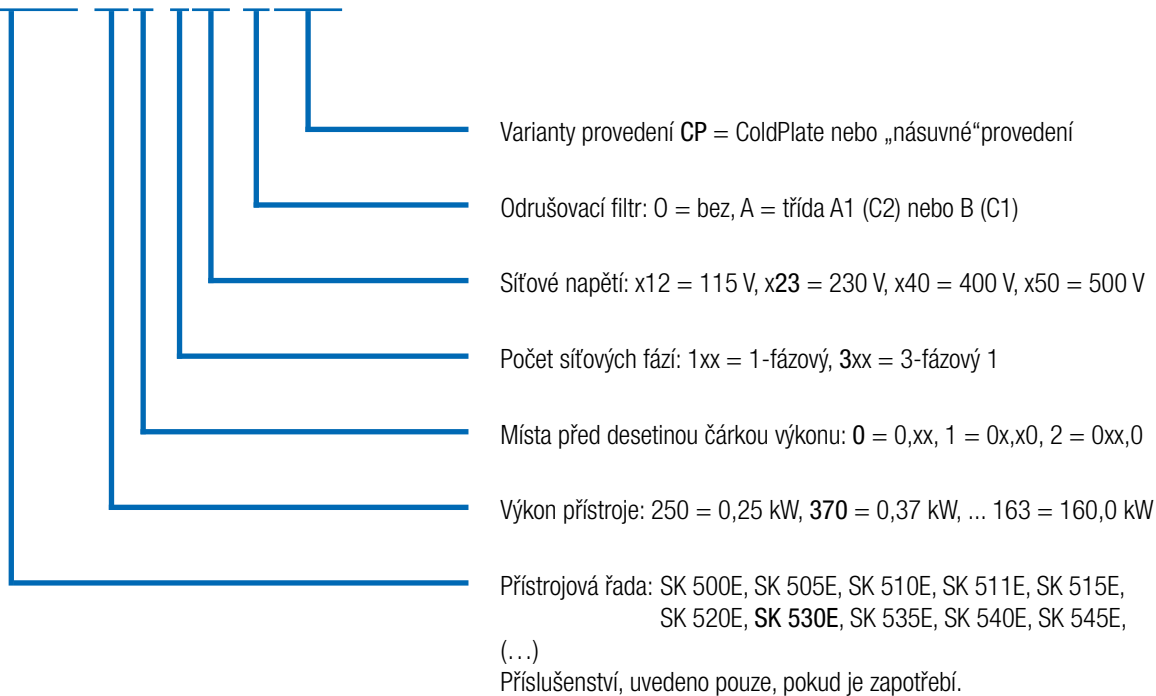 Varianty provedení CP = ColdPlate nebo „násuvné“provedení
Odrušovací filtr: O = bez, A = třída A1 (C2) nebo B (C1)
Síťové napětí: x12 = 115 V, x23 = 230 V, x40 = 400 V, x50 = 500 V
Počet síťových fází: 1xx = 1-fázový, 3xx = 3-fázový 1
Místa před desetinou čárkou výkonu: 0 = 0,xx, 1 = 0x,x0, 2 = 0xx,0
Výkon přístroje: 250 = 0,25 kW, 370 = 0,37 kW, ... 163 = 160,0 kW
Přístrojová řada: SK 500E, SK 505E, SK 510E, SK 511E, SK 515E,
SK 520E, SK 530E, SK 535E, SK 540E, SK 545E,
(…)
Příslušenství, uvedeno pouze, pokud je zapotřebí.